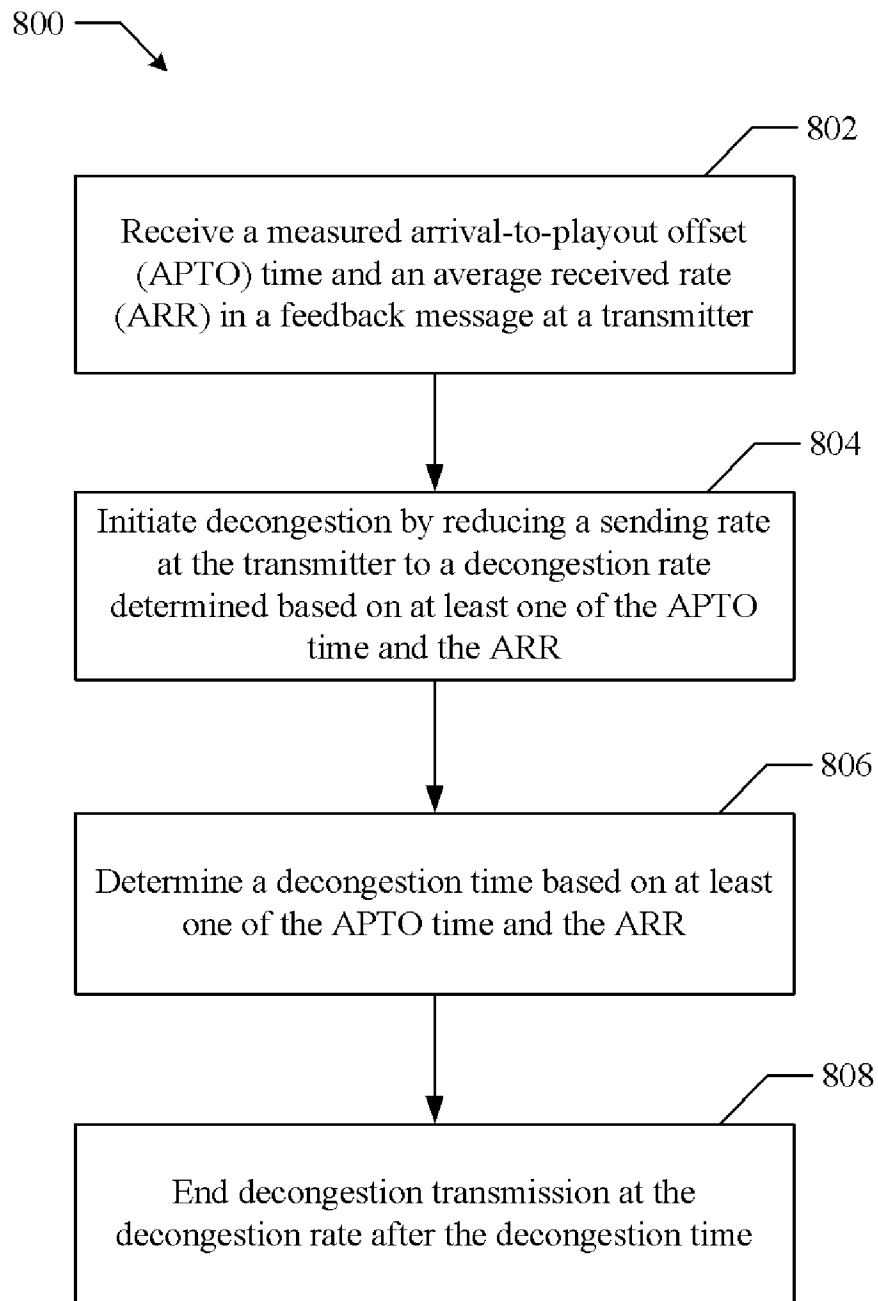 800
802
Receive a measured arrival-to-playout offset
(APTO) time and an average received rate
(ARR) in a feedback message at a transmitter
804
Initiate decongestion by reducing a sending rate
at the transmitter to a decongestion rate
determined based on at least one of the APTO
time and the ARR
806
Determine a decongestion time based on at least
one of the APTO time and the ARR
808
End decongestion transmission at the
decongestion rate after the decongestion time